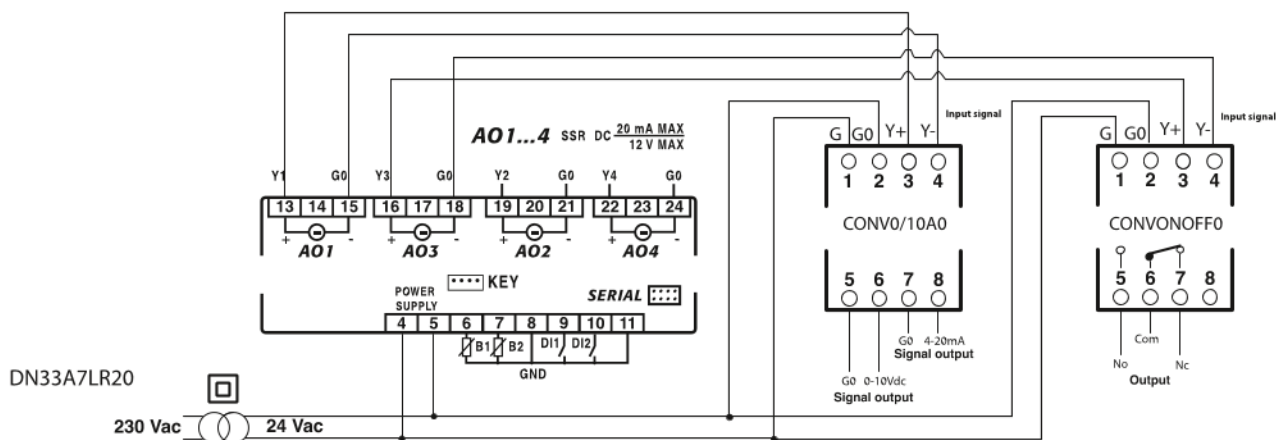 AO1...4 SSR DC 20 mA MAX
12 V MAX
Y1 G0 Y3 G0 Y2 G0 Y4 G0
13 14 15 16 17 18 19 20 21 22 23 24
+ - + - + - + -
AO1 AO3 AO2 AO4
KEY
POWER
SUPPLY
SERIAL
4 5 6 7 8 9 10 11
B1 B2 DI1 DI2
GND
Input signal
G G0 Y+ Y-
1 2 3 4
CONV0/10A0
5 6 7 8
G0 4-20mA
Signal output
G0 0-10Vdc
Signal output
Input signal
G G0 Y+ Y-
1 2 3 4
CONVONOFF0
5 6 7 8
Com
No Nc
Output
DN33A7LR20
230 Vac 24 Vac